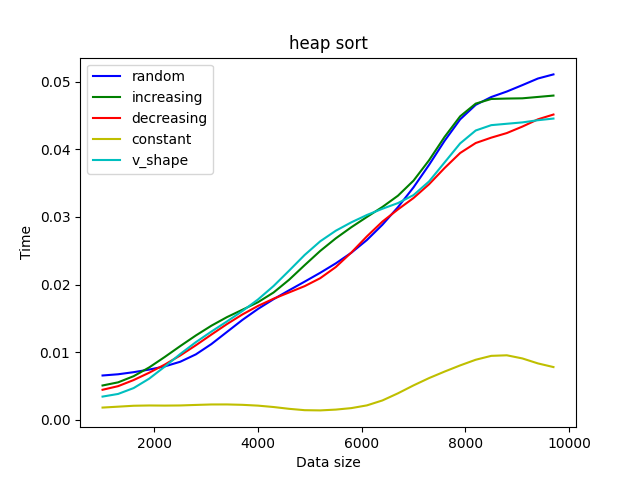 heap sort
random
increasing
decreasing
constant
v_shape
0.05
0.04
0.03
0.02
0.01
0.00
Time
2000 4000 6000 8000 10000
Data size